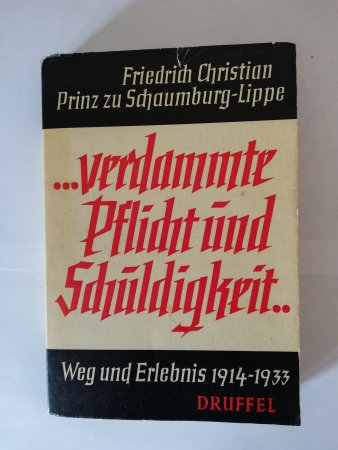 Friedrich Christian
Prinz zu Schaumburg-Lippe
...verdammte
Pflicht und
Schuldigkeit..
Weg und Erlebnis 1914-1933
DRUFFEL